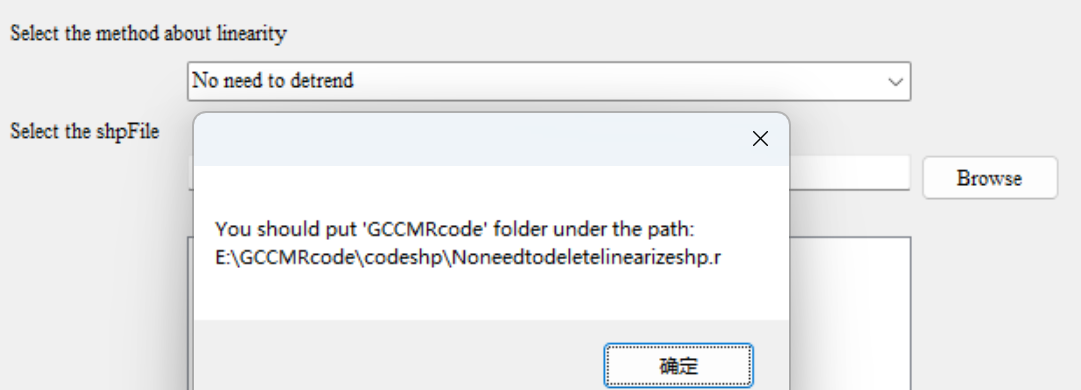 Select the method about linearity
No need to detrend
Select the shpFile
Browse
You should put 'GCCMRcode' folder under the path:
E:\GCCMRcode\codeshp\Noneedtodeletelinearizeshp.r
确定